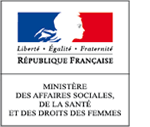 Liberté • Égalité • Fraternité
RÉPUBLIQUE FRANÇAISE
MINISTÈRE
DES AFFAIRES SOCIALES,
DE LA SANTÉ
ET DES DROITS DES FEMMES